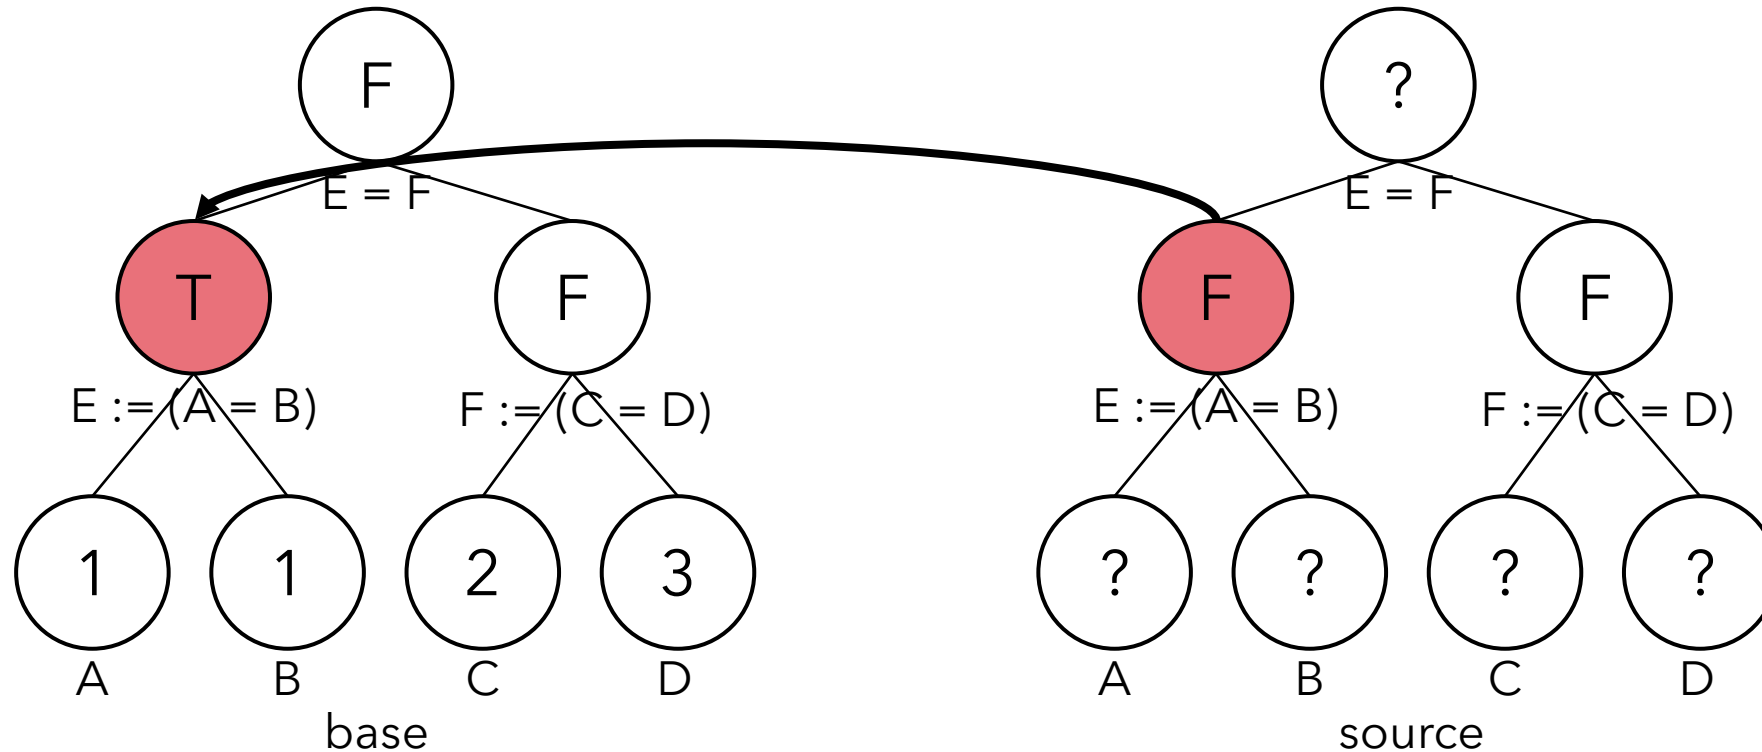 F
?
E = F
E = F
T
F
F
F
E := (A = B)
F := (C = D)
E := (A = B)
F := (C = D)
1
1
2
3
?
?
?
?
A
B
C
D
A
B
C
D
base
source